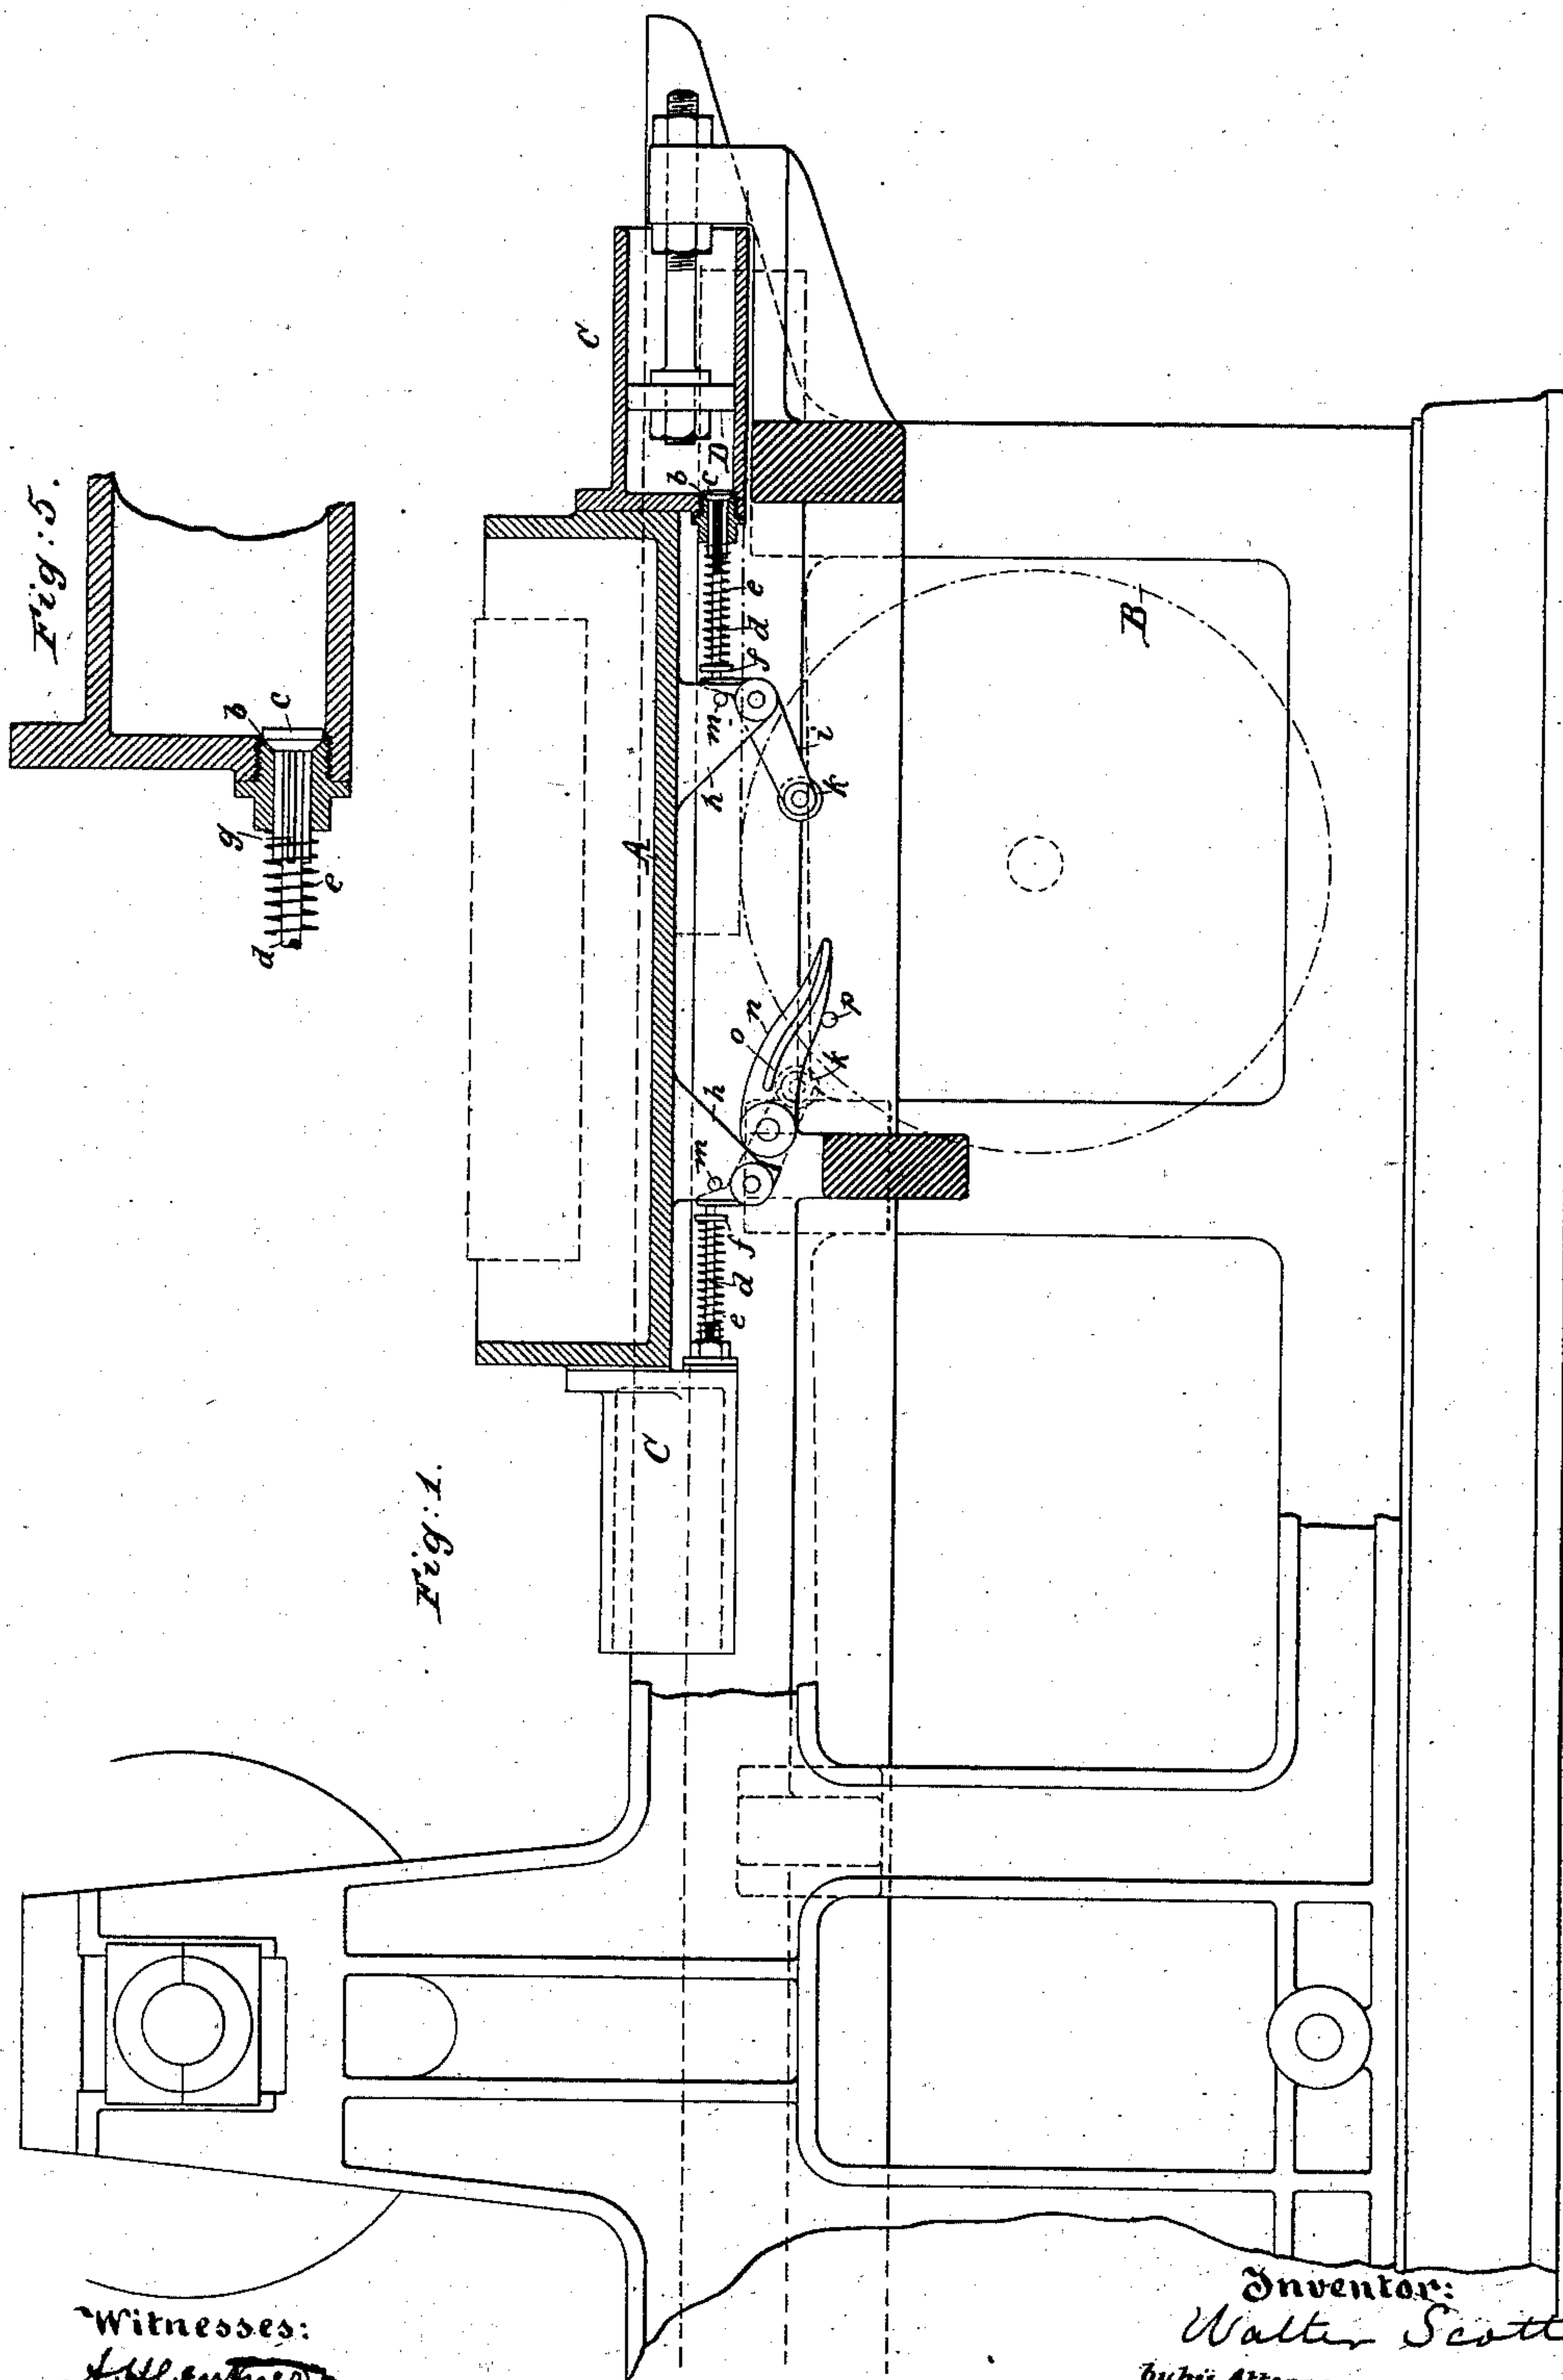 Fig: 5.
b
c
g
e
d
C
D
b
c
e
d
f
m
h
i
k
A
B
n
o
p
k
h
m
f
d
e
C
Fig: 1.
Witnesses:
Inventor:
Walter Scott